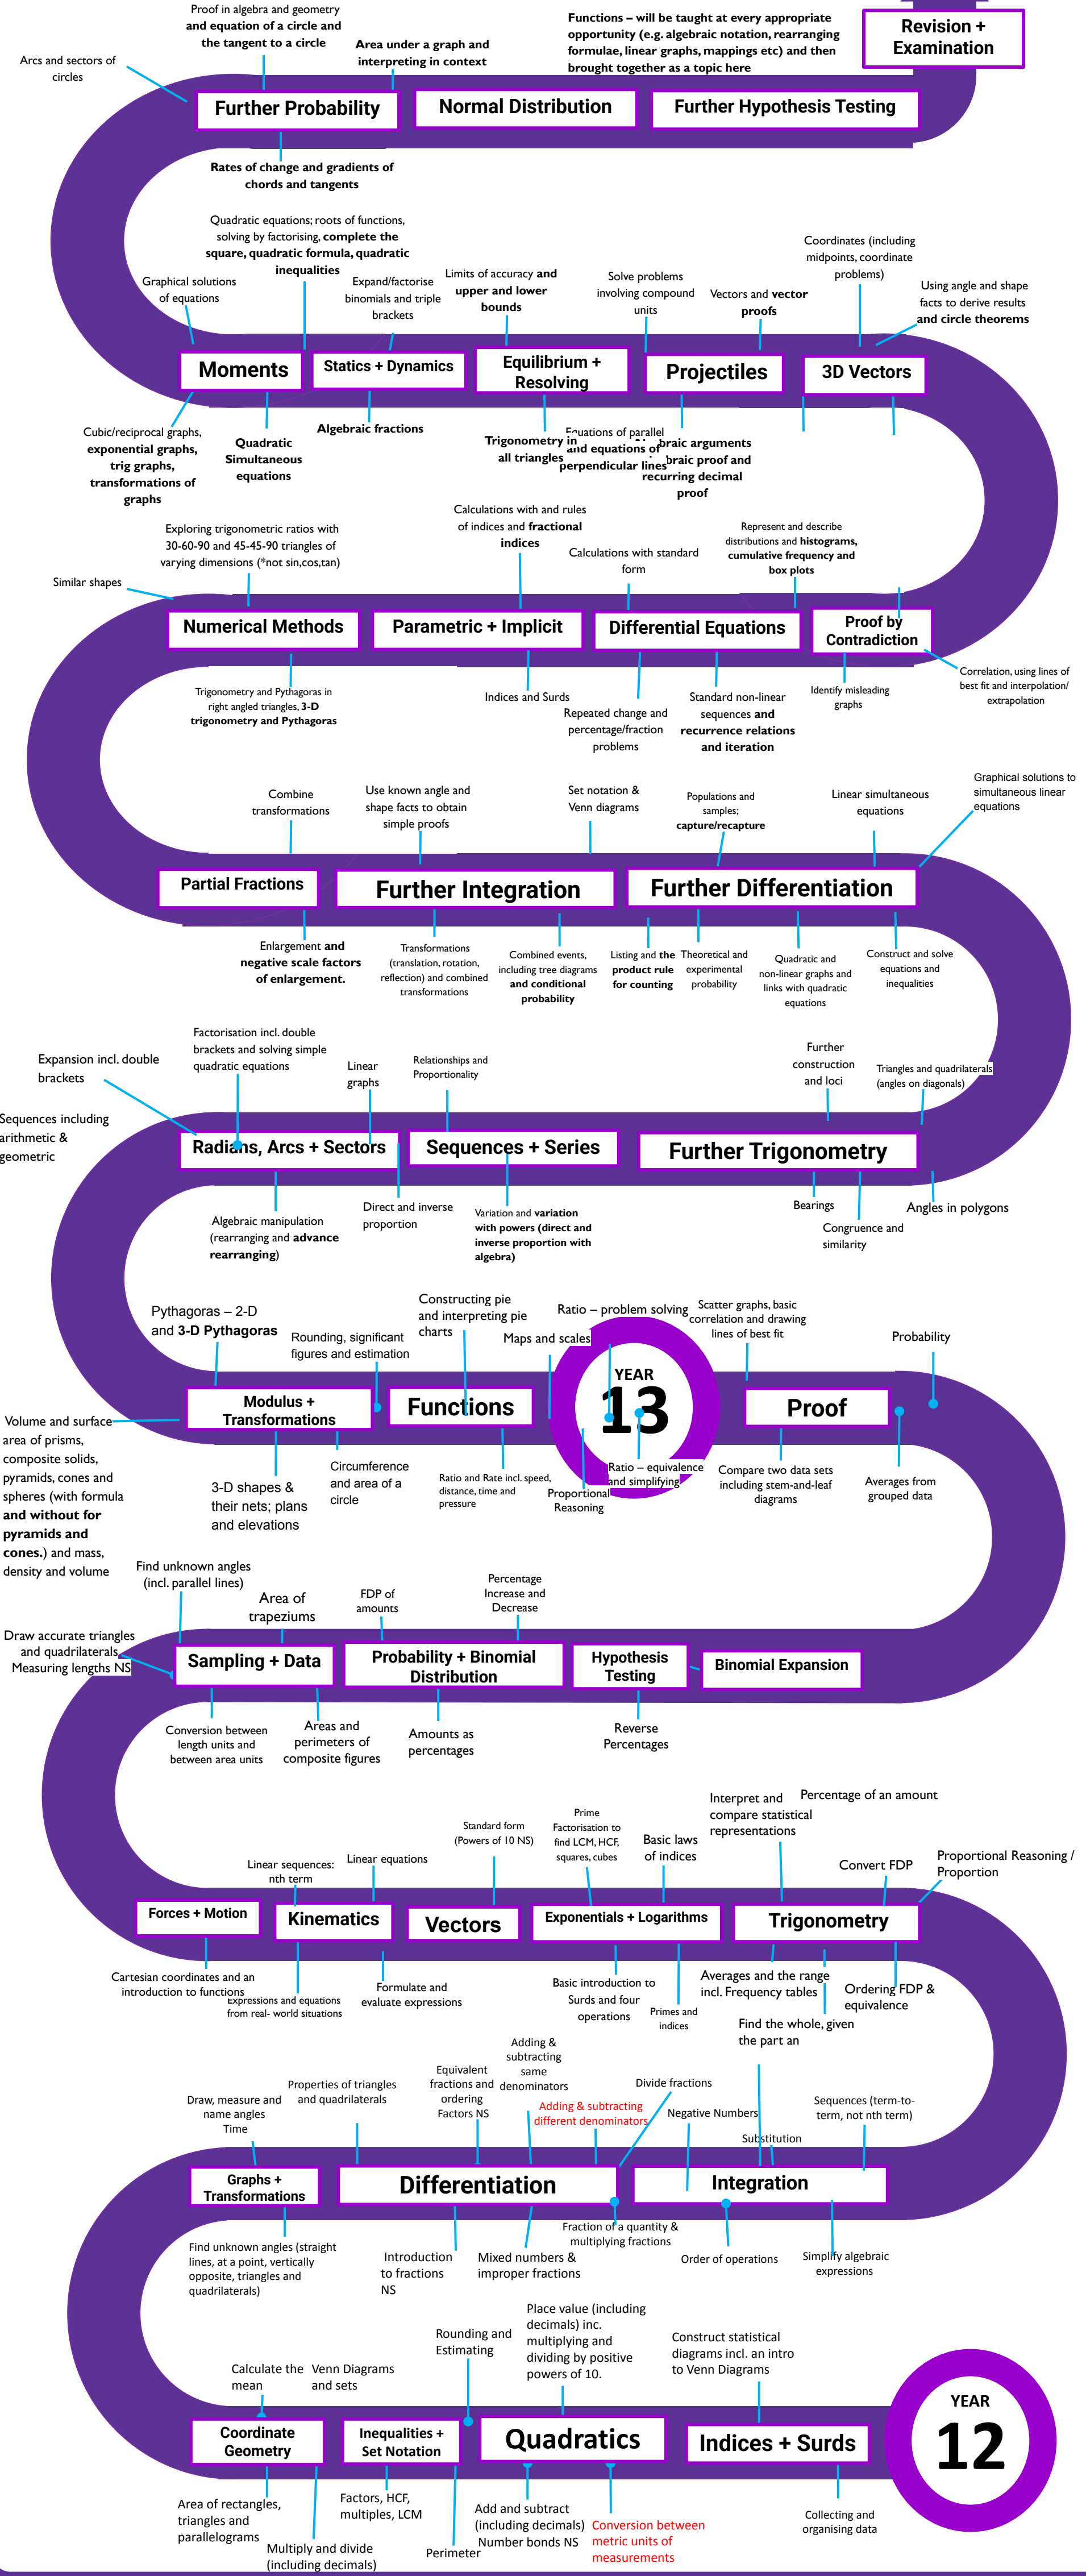 Proof in algebra and geometry
and equation of a circle and
the tangent to a circle
Area under a graph and
interpreting in context
Functions – will be taught at every appropriate
opportunity (e.g. algebraic notation, rearranging
formulae, linear graphs, mappings etc) and then
brought together as a topic here
Revision +
Examination
Arcs and sectors of
circles
Further Probability
Normal Distribution
Further Hypothesis Testing
Rates of change and gradients of
chords and tangents
Quadratic equations; roots of functions,
solving by factorising, complete the
square, quadratic formula, quadratic
inequalities
Graphical solutions
of equations
Expand/factorise
binomials and triple
brackets
Limits of accuracy and
upper and lower
bounds
Solve problems
involving compound
units
Vectors and vector
proofs
Coordinates (including
midpoints, coordinate
problems)
Using angle and shape
facts to derive results
and circle theorems
Moments
Statics + Dynamics
Equilibrium +
Resolving
Projectiles
3D Vectors
Cubic/reciprocal graphs,
exponential graphs,
trig graphs,
transformations of
graphs
Quadratic
Simultaneous
equations
Algebraic fractions
Trigonometry in
all triangles
Equations of parallel
and equations of
perpendicular lines
braic arguments
braic proof and
recurring decimal
proof
Exploring trigonometric ratios with
30-60-90 and 45-45-90 triangles of
varying dimensions (*not sin,cos,tan)
Calculations with and rules
of indices and fractional
indices
Calculations with standard
form
Represent and describe
distributions and histograms,
cumulative frequency and
box plots
Similar shapes
Numerical Methods
Parametric + Implicit
Differential Equations
Proof by
Contradiction
Trigonometry and Pythagoras in
right angled triangles, 3-D
trigonometry and Pythagoras
Indices and Surds
Repeated change and
percentage/fraction
problems
Standard non-linear
sequences and
recurrence relations
and iteration
Identify misleading
graphs
Correlation, using lines of
best fit and interpolation/
extrapolation
Combine
transformations
Use known angle and
shape facts to obtain
simple proofs
Set notation &
Venn diagrams
Populations and
samples;
capture/recapture
Linear simultaneous
equations
Graphical solutions to
simultaneous linear
equations
Partial Fractions
Further Integration
Further Differentiation
Enlargement and
negative scale factors
of enlargement.
Transformations
(translation, rotation,
reflection) and combined
transformations
Combined events,
including tree diagrams
and conditional
probability
Listing and the
product rule
for counting
Theoretical and
experimental
probability
Quadratic and
non-linear graphs and
links with quadratic
equations
Construct and solve
equations and
inequalities
Expansion incl. double
brackets
Factorisation incl. double
brackets and solving simple
quadratic equations
Linear
graphs
Relationships and
Proportionality
Further
construction
and loci
Triangles and quadrilaterals
(angles on diagonals)
Sequences including
arithmetic &
geometric
Radians, Arcs + Sectors
Sequences + Series
Further Trigonometry
Algebraic manipulation
(rearranging and advance
rearranging)
Direct and inverse
proportion
Variation and variation
with powers (direct and
inverse proportion with
algebra)
Bearings
Congruence and
similarity
Angles in polygons
Pythagoras – 2-D
and 3-D Pythagoras
Rounding, significant
figures and estimation
Constructing pie
and interpreting pie
charts
Maps and scales
Ratio – problem solving
Scatter graphs, basic
correlation and drawing
lines of best fit
Probability
Modulus +
Transformations
Functions
YEAR
13
Proof
Volume and surface
area of prisms,
composite solids,
pyramids, cones and
spheres (with formula
and without for
pyramids and
cones.) and mass,
density and volume
3-D shapes &
their nets; plans
and elevations
Circumference
and area of a
circle
Ratio and Rate incl. speed,
distance, time and
pressure
Proportional
Reasoning
Ratio – equivalence
and simplifying
Compare two data sets
including stem-and-leaf
diagrams
Averages from
grouped data
Find unknown angles
(incl. parallel lines)
Area of
trapeziums
FDP of
amounts
Percentage
Increase and
Decrease
Draw accurate triangles
and quadrilaterals
Measuring lengths NS
Sampling + Data
Probability + Binomial
Distribution
Hypothesis
Testing
Binomial Expansion
Conversion between
length units and
between area units
Areas and
perimeters of
composite figures
Amounts as
percentages
Reverse
Percentages
Linear sequences:
nth term
Linear equations
Standard form
(Powers of 10 NS)
Prime
Factorisation to
find LCM, HCF,
squares, cubes
Basic laws
of indices
Interpret and
compare statistical
representations
Percentage of an amount
Convert FDP
Proportional Reasoning /
Proportion
Forces + Motion
Kinematics
Vectors
Exponentials + Logarithms
Trigonometry
Cartesian coordinates and an
introduction to functions
Expressions and equations
from real- world situations
Formulate and
evaluate expressions
Basic introduction to
Surds and four
operations
Primes and
indices
Averages and the range
incl. Frequency tables
Find the whole, given
the part an
Ordering FDP &
equivalence
Draw, measure and
name angles
Time
Properties of triangles
and quadrilaterals
Equivalent
fractions and
ordering
Factors NS
Adding &
subtracting
same
denominators
Adding & subtracting
different denominators
Divide fractions
Negative Numbers
Substitution
Sequences (term-to-
term, not nth term)
Graphs +
Transformations
Differentiation
Integration
Find unknown angles (straight
lines, at a point, vertically
opposite, triangles and
quadrilaterals)
Introduction
to fractions
NS
Mixed numbers &
improper fractions
Fraction of a quantity &
multiplying fractions
Order of operations
Simplify algebraic
expressions
Calculate the
mean
Venn Diagrams
and sets
Rounding and
Estimating
Place value (including
decimals) inc.
multiplying and
dividing by positive
powers of 10.
Construct statistical
diagrams incl. an intro
to Venn Diagrams
Coordinate
Geometry
Inequalities +
Set Notation
Quadratics
Indices + Surds
YEAR
12
Area of rectangles,
triangles and
parallelograms
Multiply and divide
(including decimals)
Factors, HCF,
multiples, LCM
Perimeter
Add and subtract
(including decimals)
Number bonds NS
Conversion between
metric units of
measurements
Collecting and
organising data